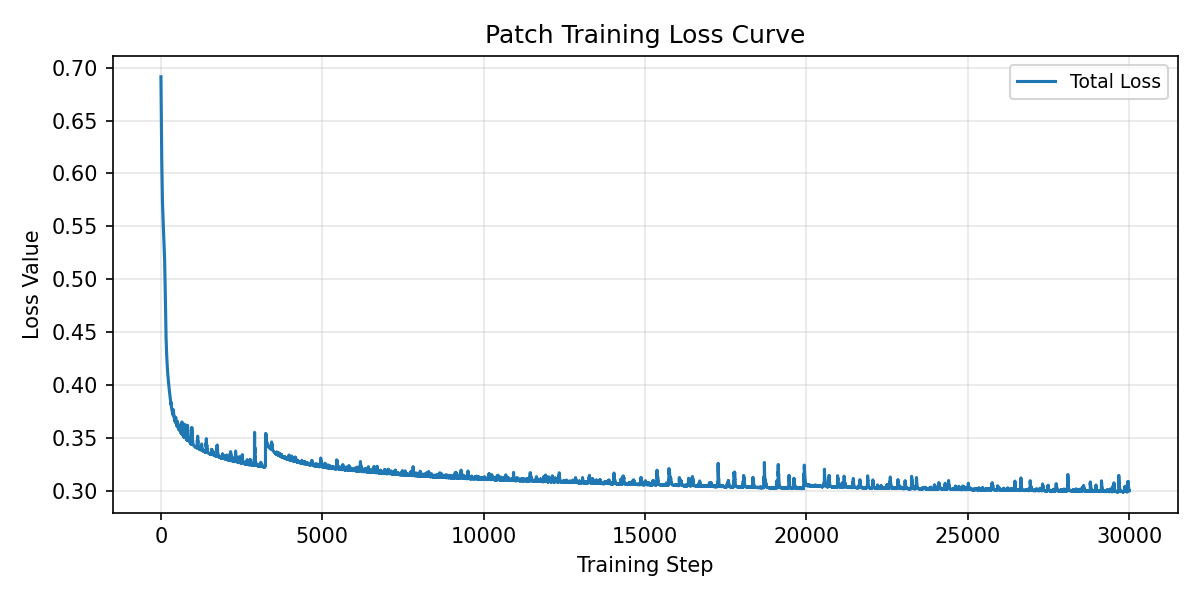 Patch Training Loss Curve
Total Loss
Loss Value
0.70
0.65
0.60
0.55
0.50
0.45
0.40
0.35
0.30
0 5000 10000 15000 20000 25000 30000
Training Step